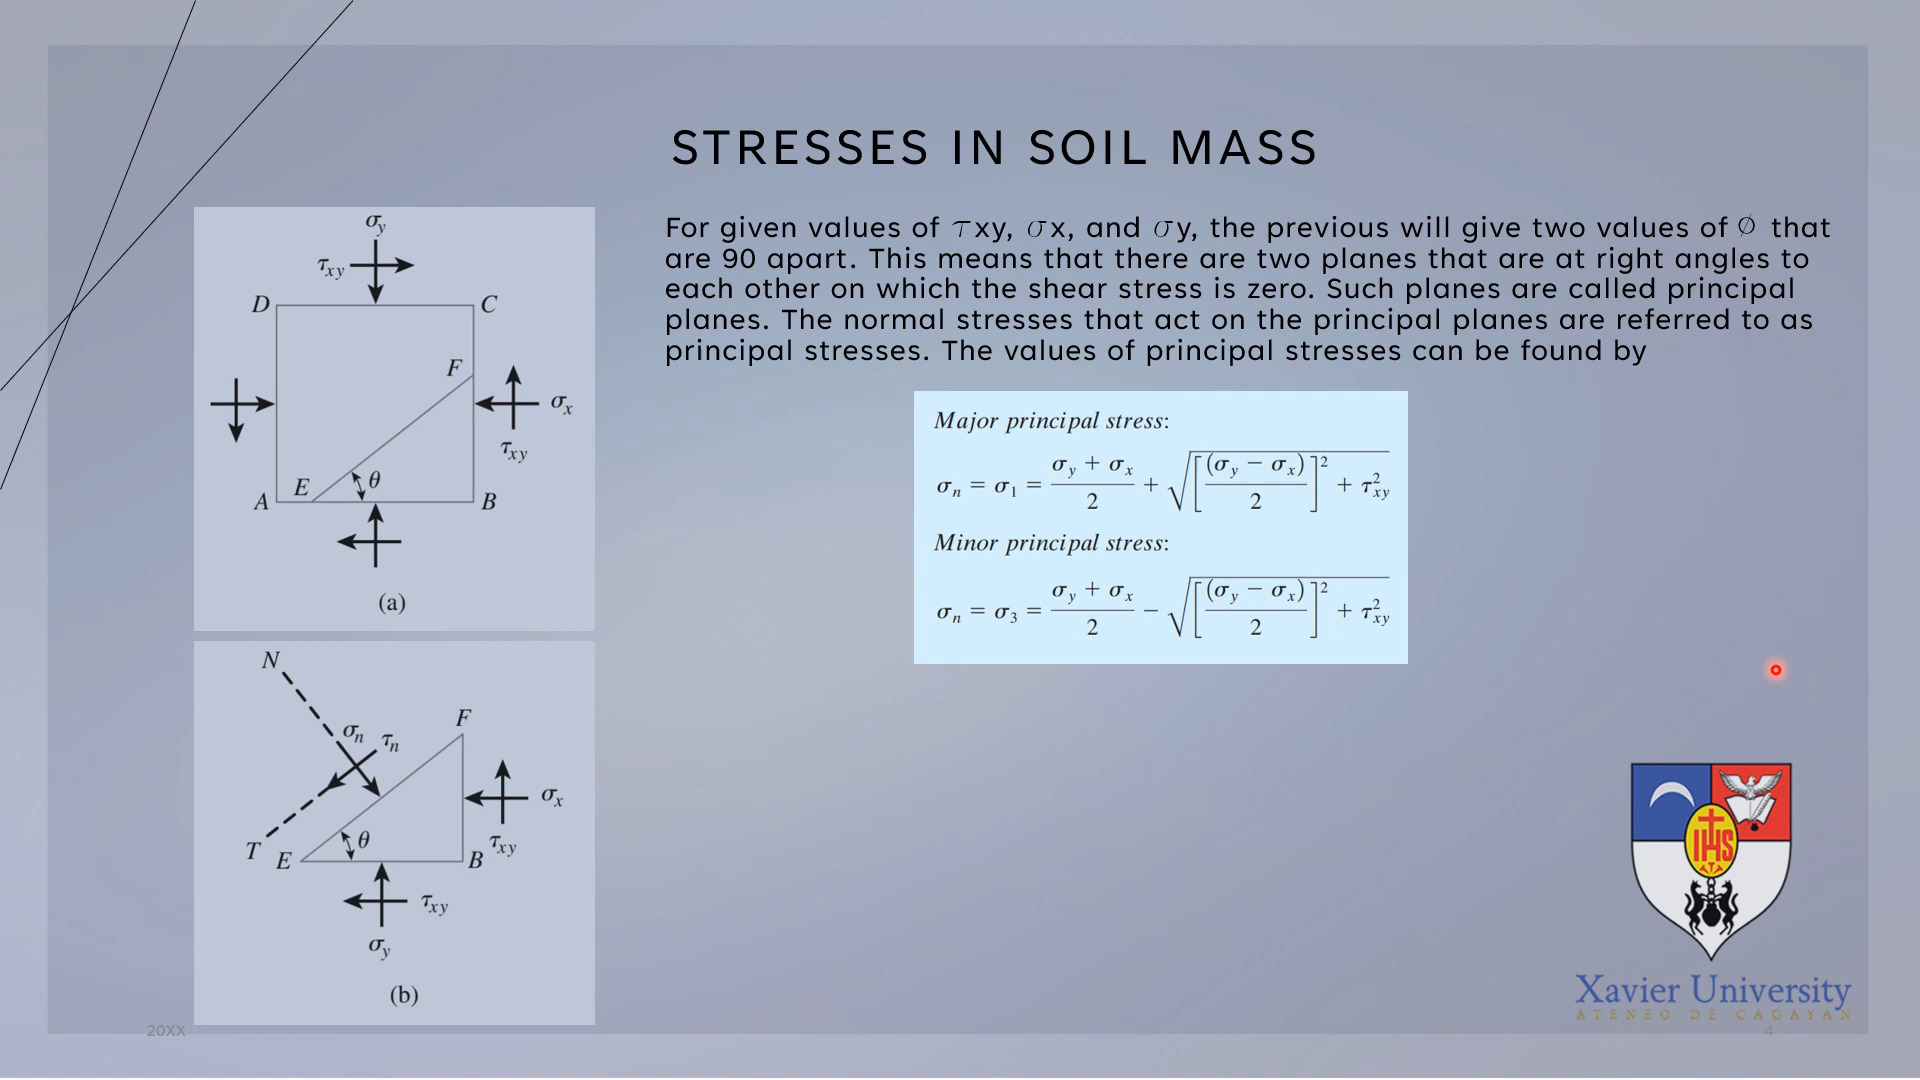 STRESSES IN SOIL MASS
For given values of τxy, σx, and σy, the previous will give two values of ∅ that
are 90 apart. This means that there are two planes that are at right angles to
each other on which the shear stress is zero. Such planes are called principal
planes. The normal stresses that act on the principal planes are referred to as
principal stresses. The values of principal stresses can be found by
Major principal stress:
σn = σ1 = (σy + σx)/2 + √([(σy − σx)/2]² + τ²xy)
Minor principal stress:
σn = σ3 = (σy + σx)/2 − √([(σy − σx)/2]² + τ²xy)
σy
τxy
D C
F
σx
τxy
A E θ B
(a)
N
F
σn τn
σx
θ
T E B τxy
τxy
σy
(b)
IHS
Xavier University
ATENEO DE CAGAYAN
20XX
4